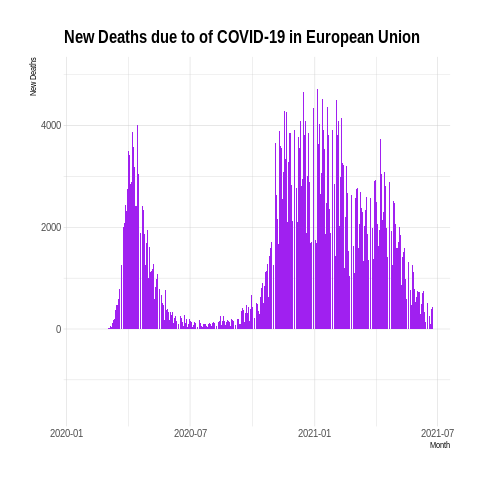 New Deaths due to of COVID-19 in European Union
New Deaths
4000
2000
0
2020-01
2020-07
2021-01
2021-07
Month